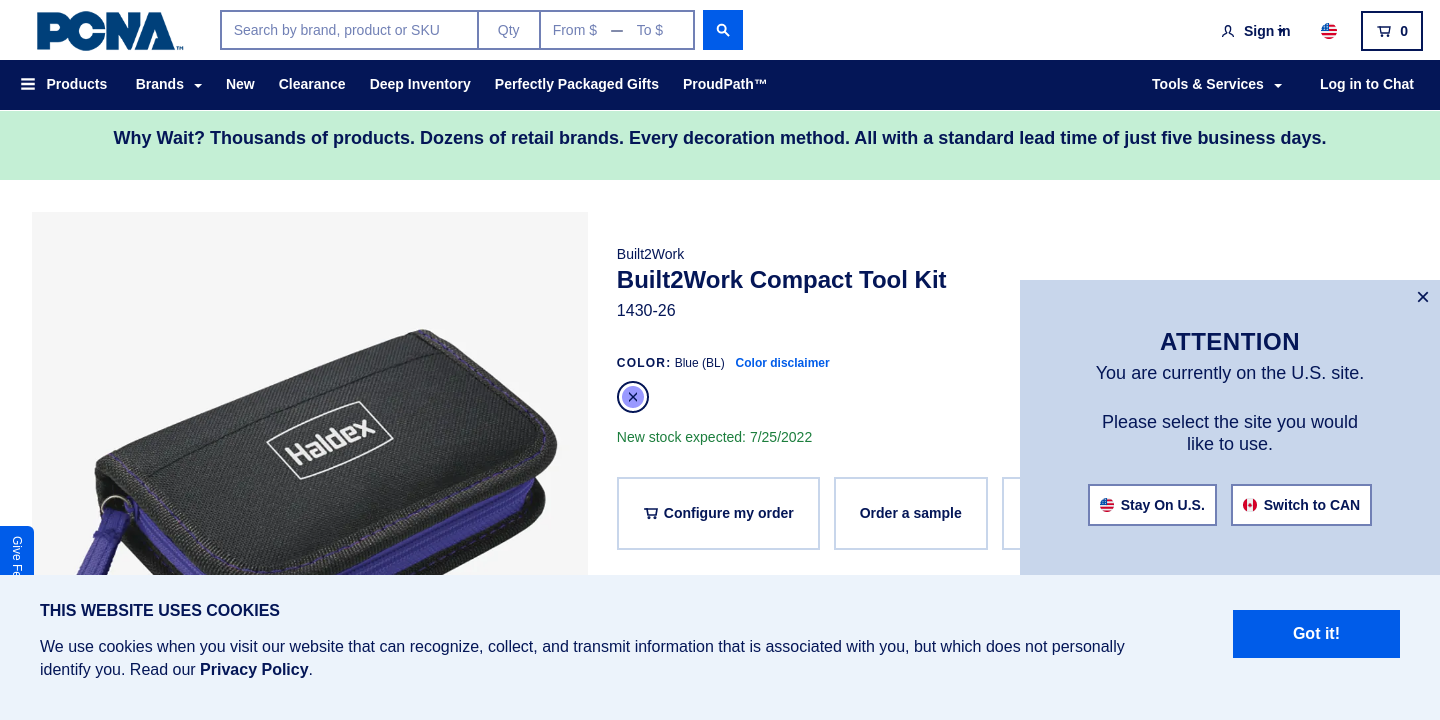 PCNA™
Search by brand, product or SKU
Qty
From $ — To $
Sign in
0
Products
Brands
New
Clearance
Deep Inventory
Perfectly Packaged Gifts
ProudPath™
Tools & Services
Log in to Chat
Why Wait? Thousands of products. Dozens of retail brands. Every decoration method. All with a standard lead time of just five business days.
Haldex
Built2Work
Built2Work Compact Tool Kit
1430-26
COLOR: Blue (BL) Color disclaimer
New stock expected: 7/25/2022
Configure my order
Order a sample
×
ATTENTION
You are currently on the U.S. site.
Please select the site you would
like to use.
Stay On U.S.
Switch to CAN
Give
THIS WEBSITE USES COOKIES
We use cookies when you visit our website that can recognize, collect, and transmit information that is associated with you, but which does not personally
identify you. Read our Privacy Policy.
Got it!